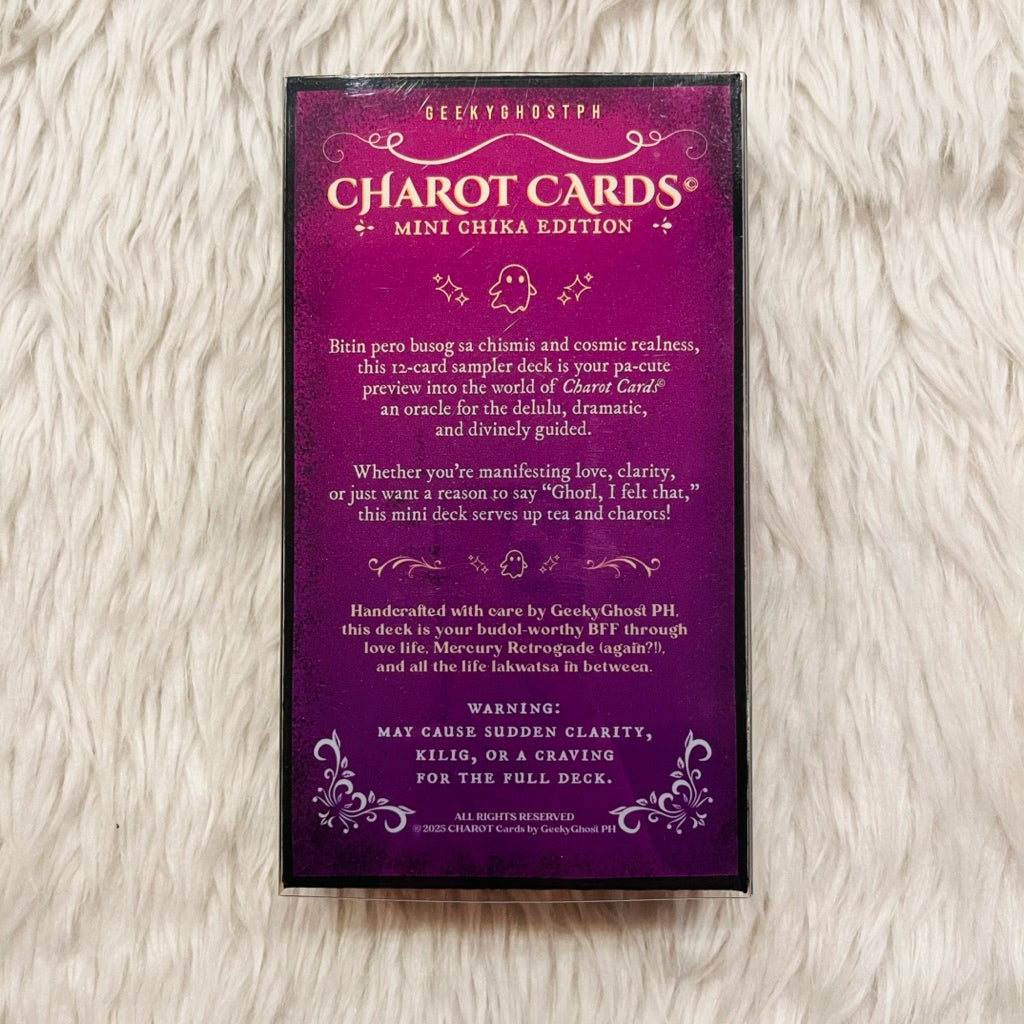 GEEKYGHOSTPH
CHAROT CARDS©
MINI CHIKA EDITION
Bitin pero busog sa chismis and cosmic realness,
this 12-card sampler deck is your pa-cute
preview into the world of Charot Cards©
an oracle for the delulu, dramatic,
and divinely guided.
Whether you're manifesting love, clarity,
or just want a reason to say “Ghorl, I felt that,”
this mini deck serves up tea and charots!
Handcrafted with care by GeekyGhost PH,
this deck is your budol-worthy BFF through
love life, Mercury Retrograde (again?!),
and all the life lakwatsa in between.
WARNING:
MAY CAUSE SUDDEN CLARITY,
KILIG, OR A CRAVING
FOR THE FULL DECK.
ALL RIGHTS RESERVED
©2025 CHAROT Cards by GeekyGhost PH